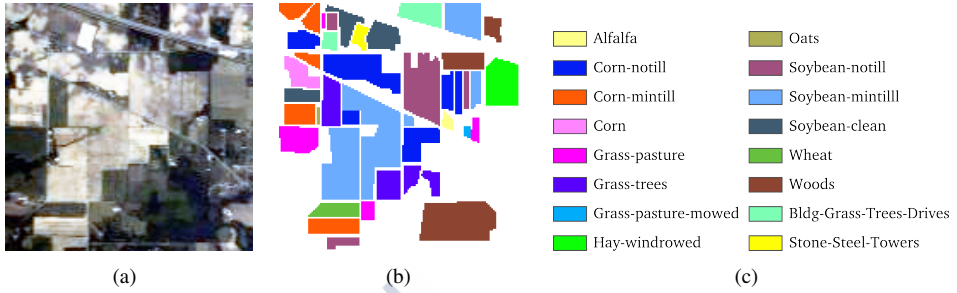 Alfalfa
Corn-notill
Corn-mintill
Corn
Grass-pasture
Grass-trees
Grass-pasture-mowed
Hay-windrowed
Oats
Soybean-notill
Soybean-mintilll
Soybean-clean
Wheat
Woods
Bldg-Grass-Trees-Drives
Stone-Steel-Towers
(a)
(b)
(c)